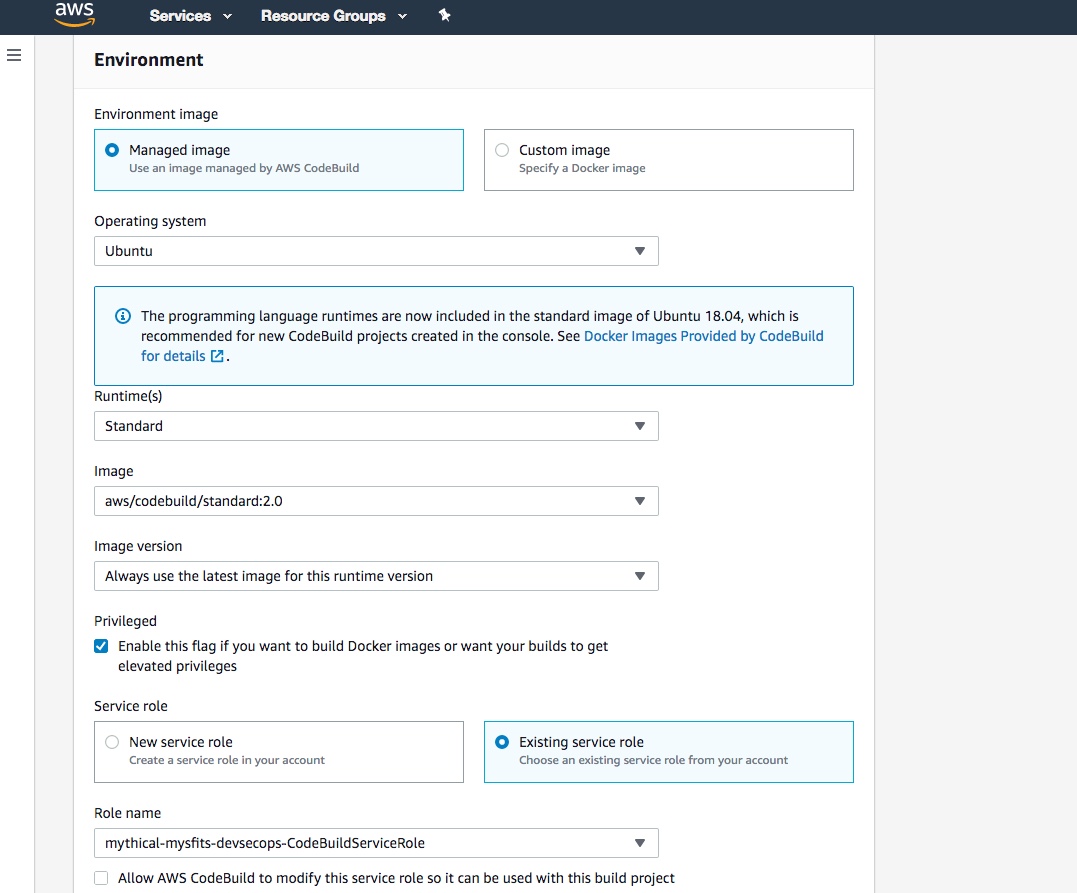 aws
Services
Resource Groups
Environment
Environment image
Managed image
Use an image managed by AWS CodeBuild
Custom image
Specify a Docker image
Operating system
Ubuntu
The programming language runtimes are now included in the standard image of Ubuntu 18.04, which is
recommended for new CodeBuild projects created in the console. See Docker Images Provided by CodeBuild
for details .
Runtime(s)
Standard
Image
aws/codebuild/standard:2.0
Image version
Always use the latest image for this runtime version
Privileged
Enable this flag if you want to build Docker images or want your builds to get
elevated privileges
Service role
New service role
Create a service role in your account
Existing service role
Choose an existing service role from your account
Role name
mythical-mysfits-devsecops-CodeBuildServiceRole
Allow AWS CodeBuild to modify this service role so it can be used with this build project